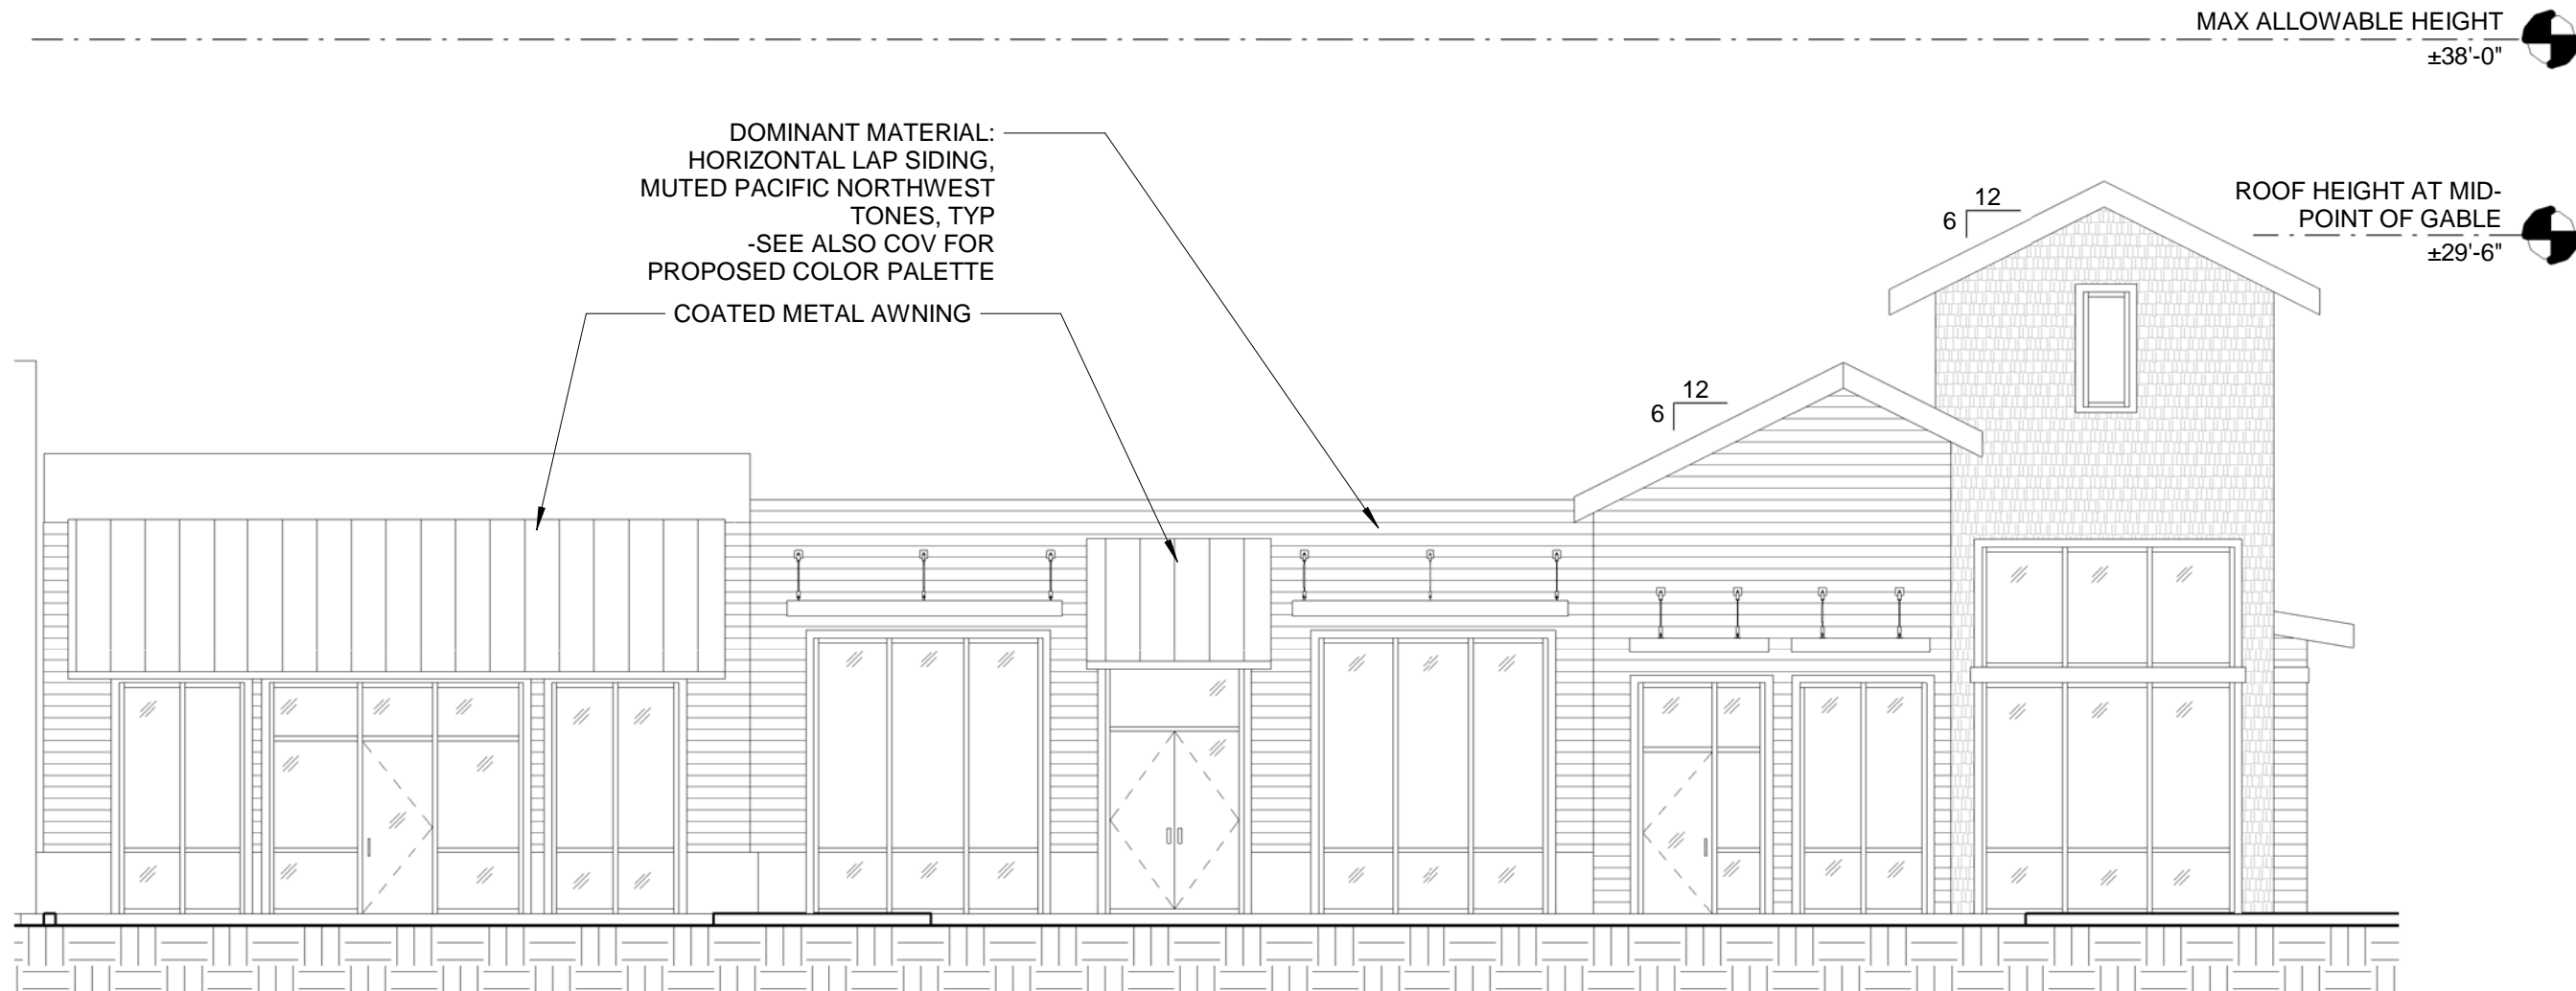 MAX ALLOWABLE HEIGHT
±38'-0"
DOMINANT MATERIAL:
HORIZONTAL LAP SIDING,
MUTED PACIFIC NORTHWEST
TONES, TYP
-SEE ALSO COV FOR
PROPOSED COLOR PALETTE
COATED METAL AWNING
12
6
ROOF HEIGHT AT MID-
POINT OF GABLE
±29'-6"
12
6